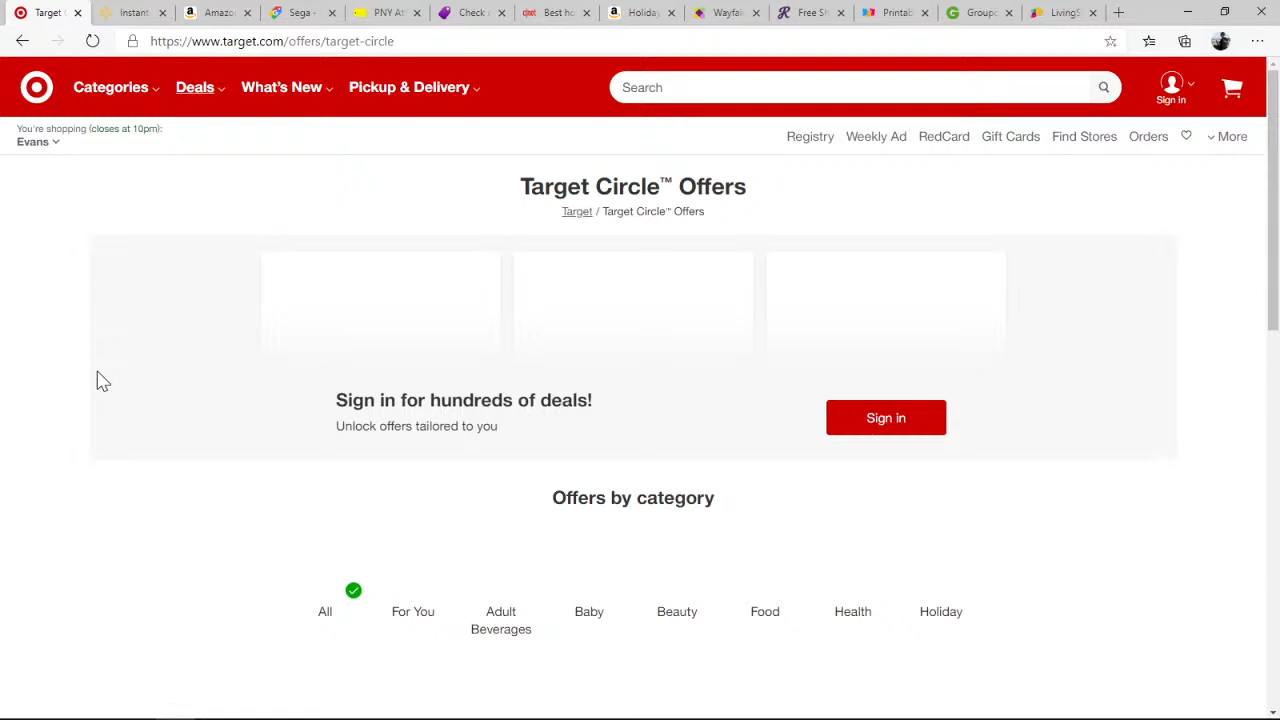 Target
Instant
Amazo
Sega -
PNY At
Check o
Best ho
Holiday
Wayfai
Free Sh
Printab
Groupo
LivingS
https://www.target.com/offers/target-circle
Categories
Deals
What's New
Pickup & Delivery
Search
Sign in
You're shopping (closes at 10pm):
Evans
Registry
Weekly Ad
RedCard
Gift Cards
Find Stores
Orders
More
Target Circle™ Offers
Target / Target Circle™ Offers
Sign in for hundreds of deals!
Unlock offers tailored to you
Sign in
Offers by category
All
For You
Adult
Beverages
Baby
Beauty
Food
Health
Holiday